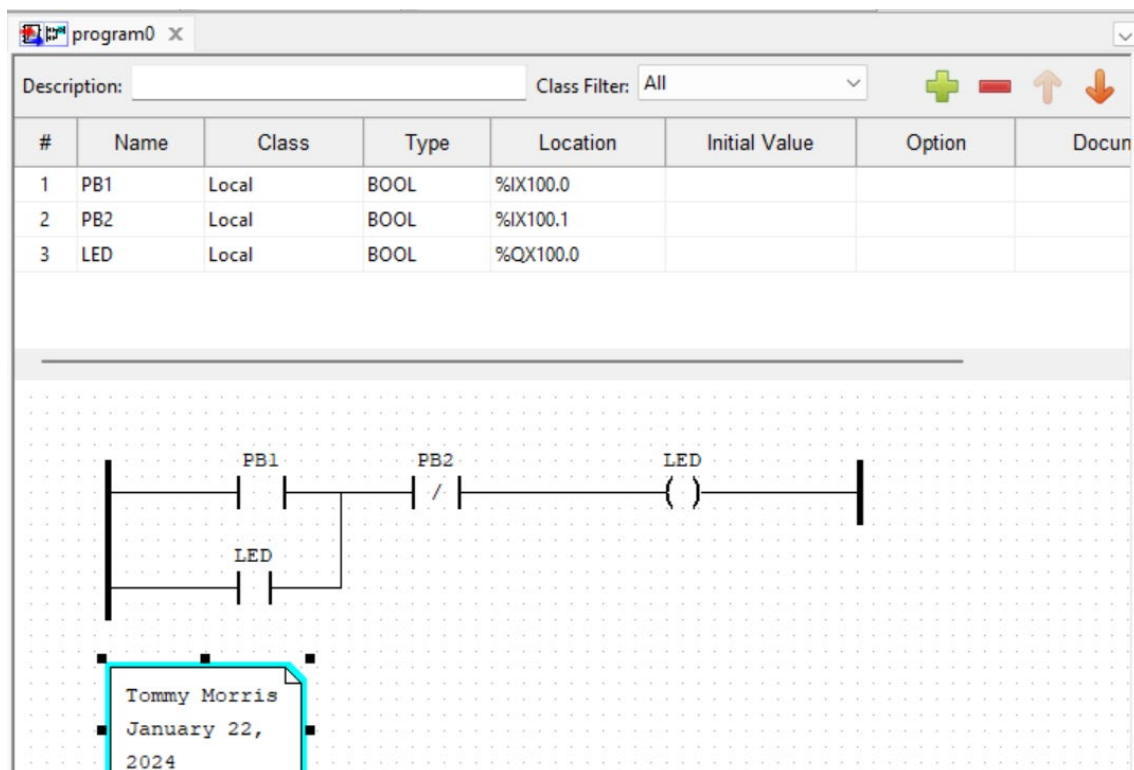 program0
Description: Class Filter: All
# Name Class Type Location Initial Value Option Docun
1 PB1 Local BOOL %IX100.0
2 PB2 Local BOOL %IX100.1
3 LED Local BOOL %QX100.0
PB1 PB2 LED
/ ( )
LED
Tommy Morris
January 22,
2024